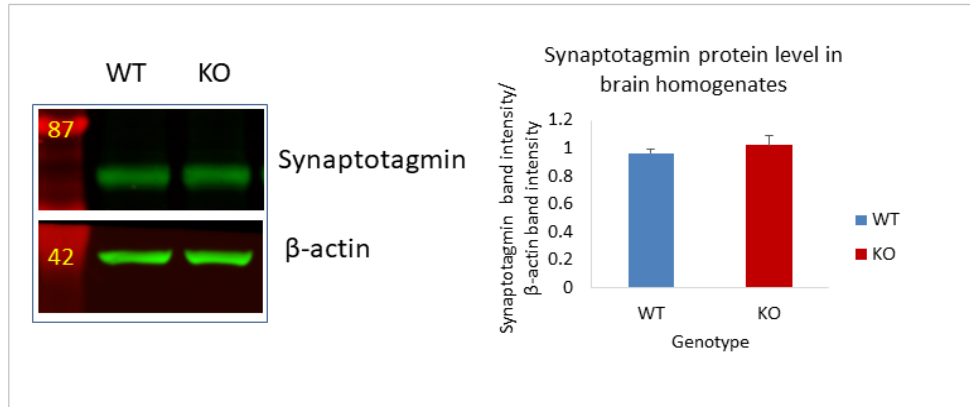 WT KO
87
Synaptotagmin
42
β-actin
Synaptotagmin protein level in
brain homogenates
Synaptotagmin band intensity/
β-actin band intensity
1.2
1
0.8
0.6
0.4
0.2
0
WT KO
Genotype
WT
KO